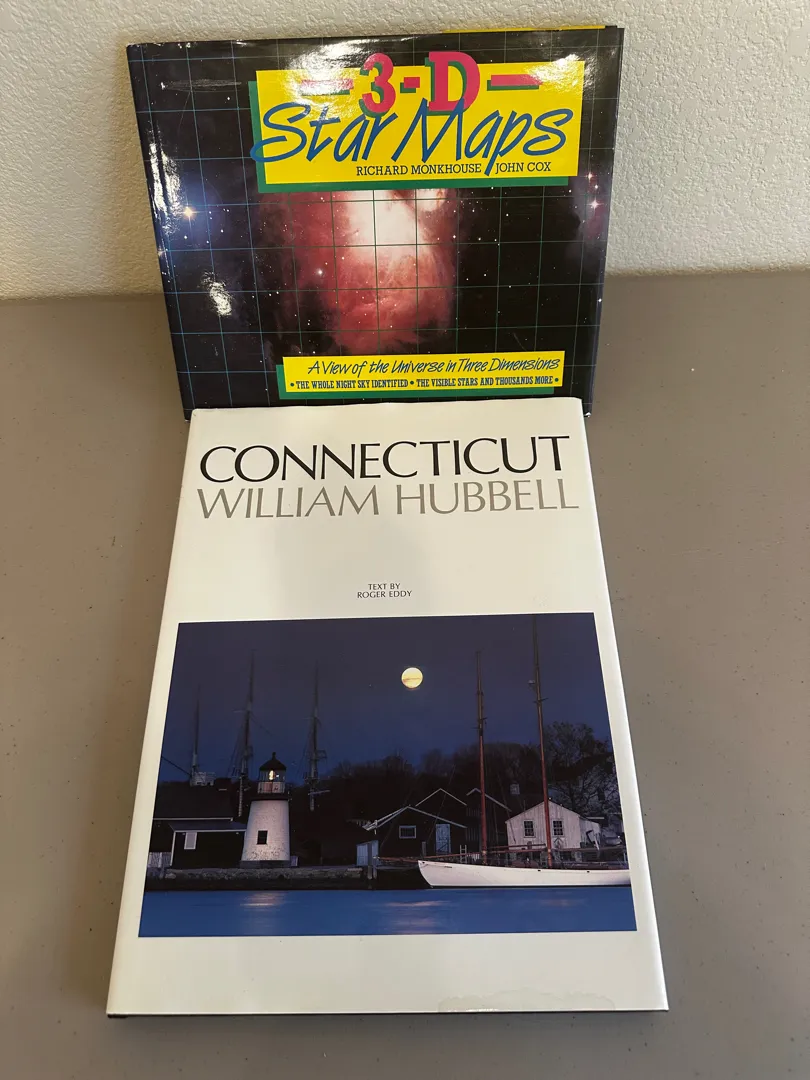 3-D
Star Maps
RICHARD MONKHOUSE JOHN COX
A View of the Universe in Three Dimensions
• THE WHOLE NIGHT SKY IDENTIFIED • THE VISIBLE STARS AND THOUSANDS MORE •
CONNECTICUT
WILLIAM HUBBELL
TEXT BY
ROGER EDDY